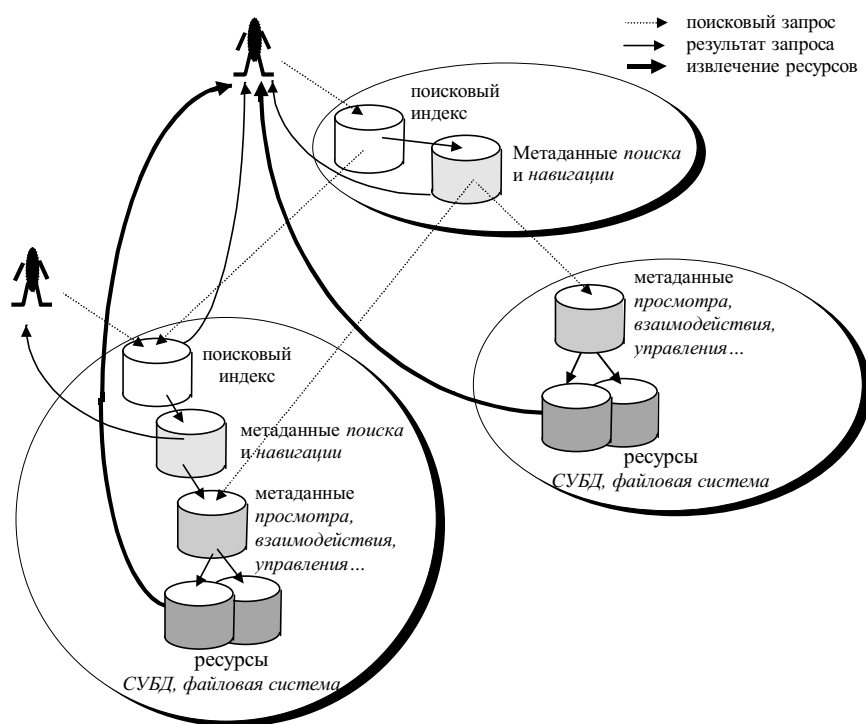 поисковый запрос
результат запроса
извлечение ресурсов
поисковый
индекс
Метаданные поиска
и навигации
метаданные
просмотра,
взаимодействия,
управления…
ресурсы
СУБД, файловая система
поисковый
индекс
метаданные поиска
и навигации
метаданные
просмотра,
взаимодействия,
управления…
ресурсы
СУБД, файловая система